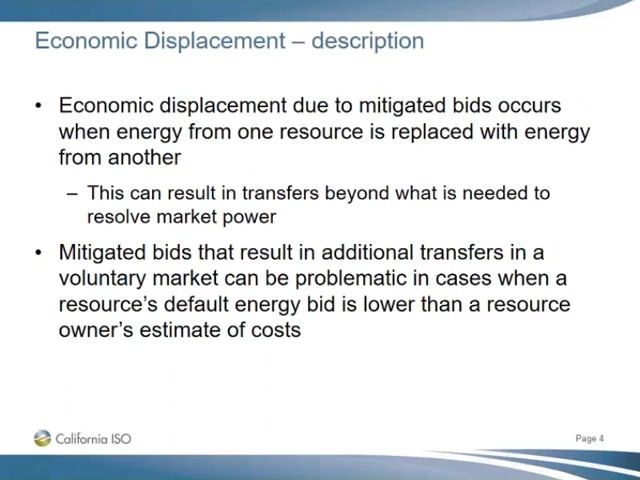 Economic Displacement – description
• Economic displacement due to mitigated bids occurs
when energy from one resource is replaced with energy
from another
– This can result in transfers beyond what is needed to
resolve market power
• Mitigated bids that result in additional transfers in a
voluntary market can be problematic in cases when a
resource's default energy bid is lower than a resource
owner's estimate of costs
California ISO
Page 4